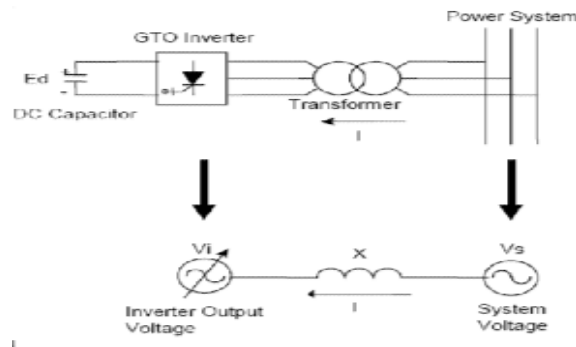 Power System
GTO Inverter
Ed
+
-
DC Capacitor
Transformer
I
Vi
X
Vs
I
Inverter Output
Voltage
System
Voltage